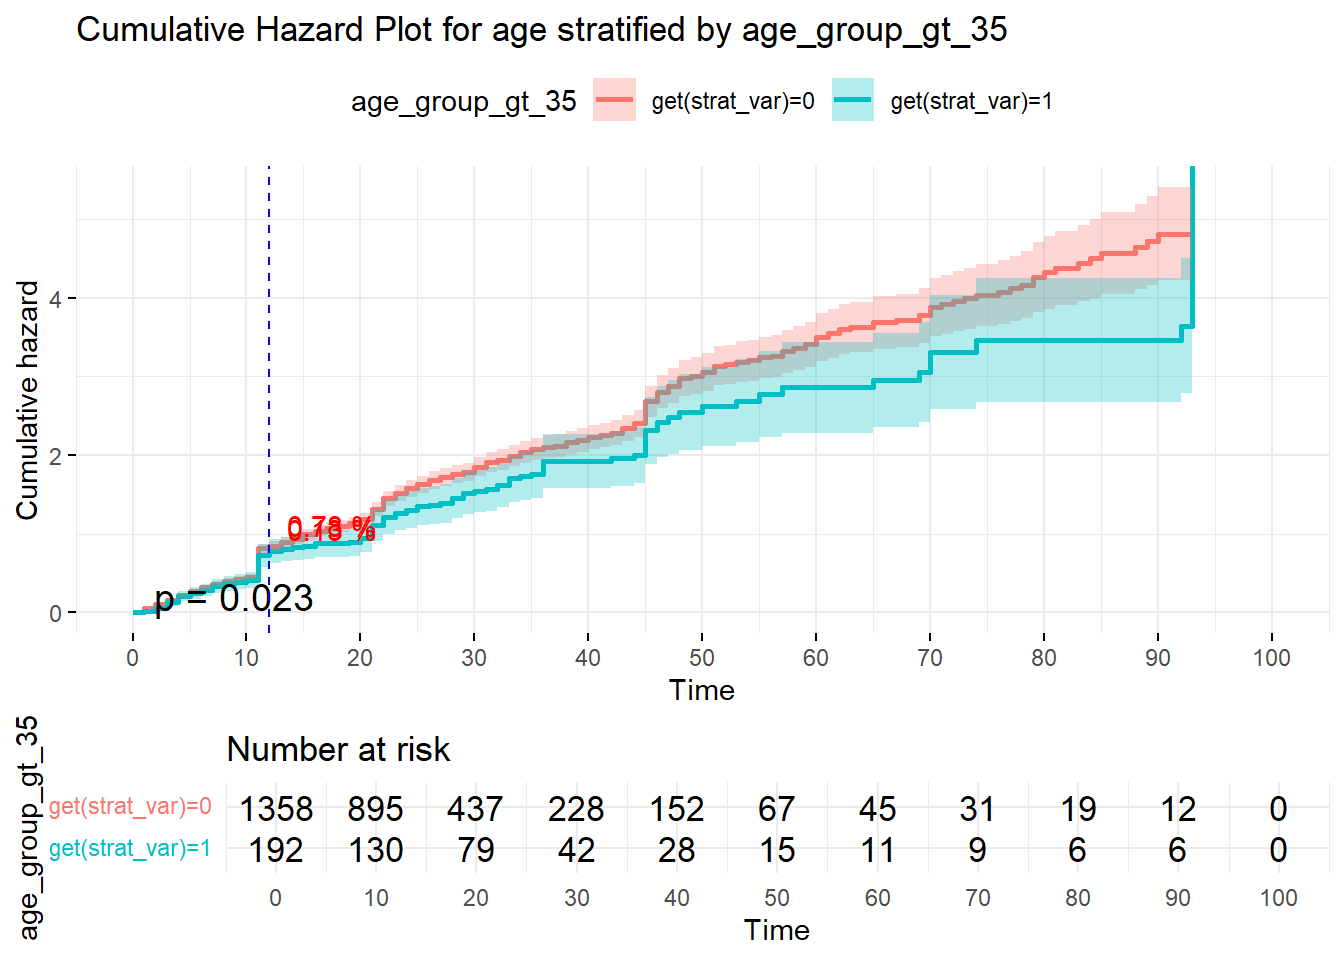 Cumulative Hazard Plot for age stratified by age_group_gt_35
age_group_gt_35 get(strat_var)=0 get(strat_var)=1
Cumulative hazard
4
2
0
p = 0.023
0 10 20 30 40 50 60 70 80 90 100
Time
Number at risk
age_group_gt_35
get(strat_var)=0 1358 895 437 228 152 67 45 31 19 12 0
get(strat_var)=1 192 130 79 42 28 15 11 9 6 6 0
0 10 20 30 40 50 60 70 80 90 100
Time